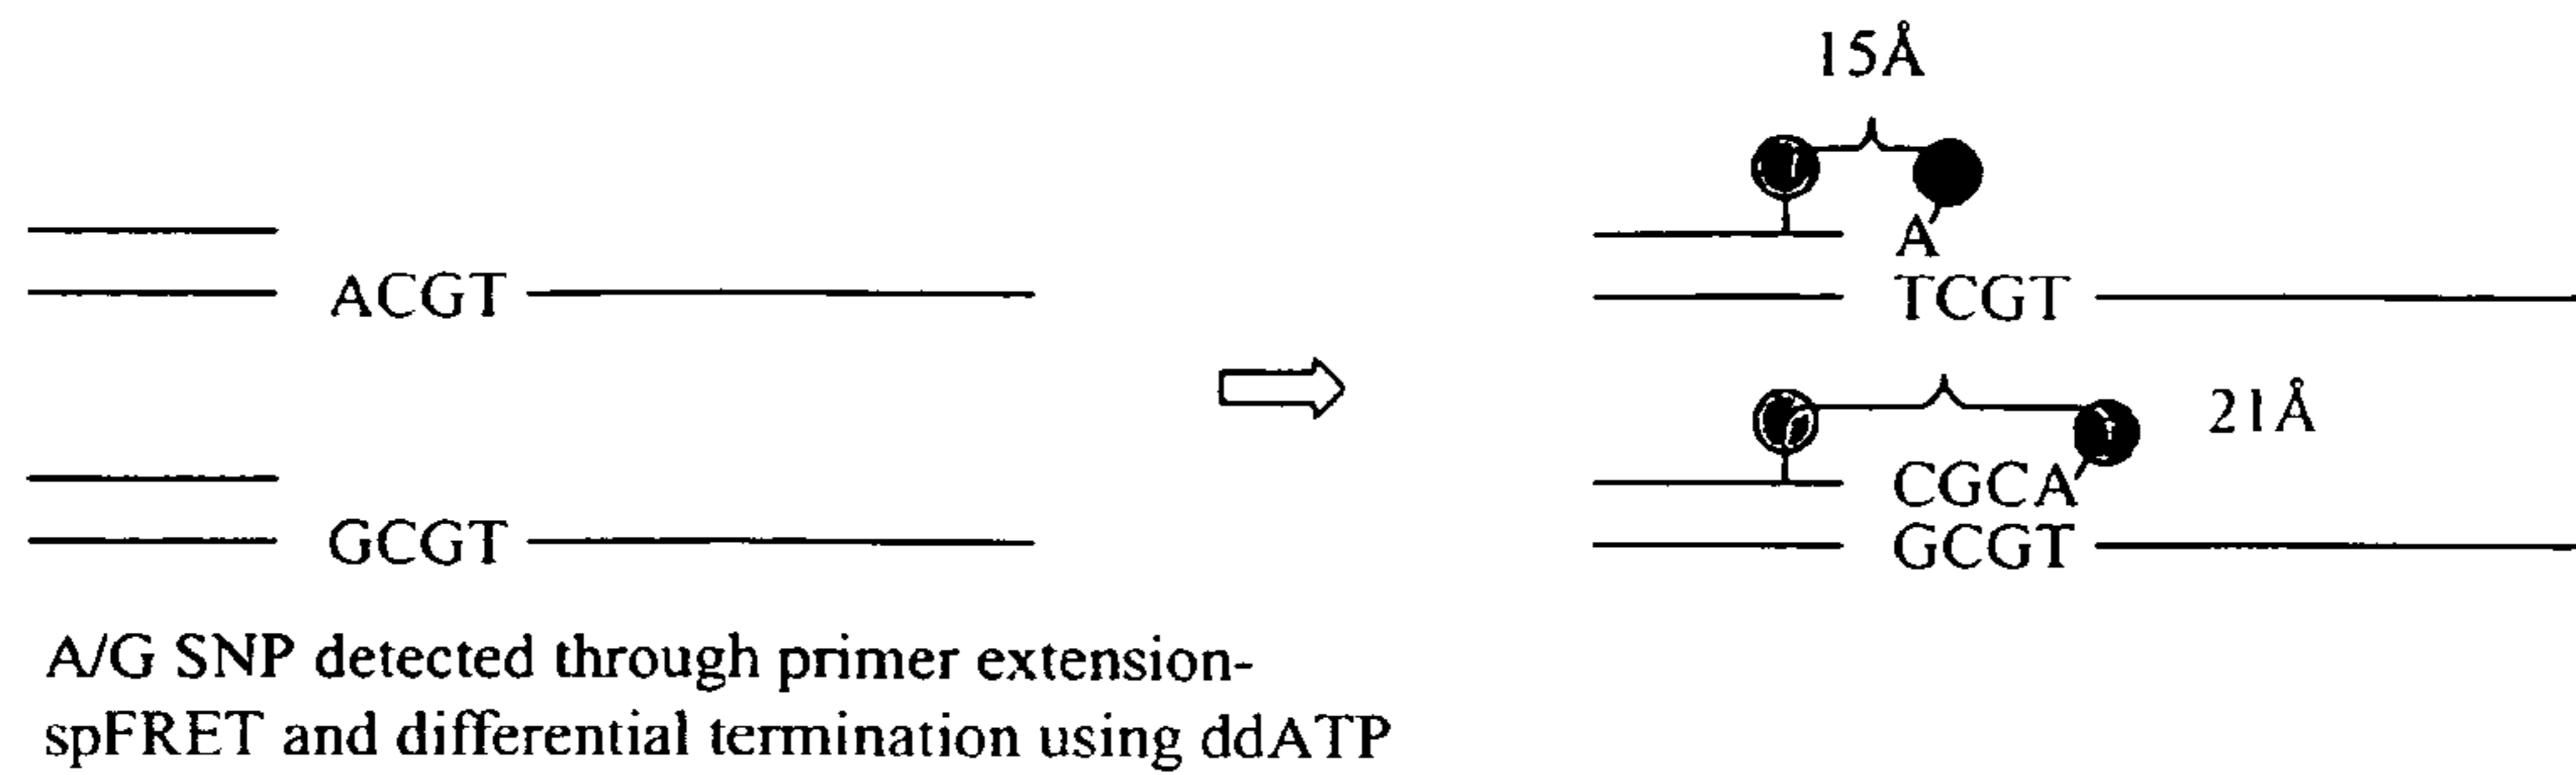 15Å
A
ACGT
TCGT
21Å
CGCA
GCGT
GCGT
A/G SNP detected through primer extension-
spFRET and differential termination using ddATP